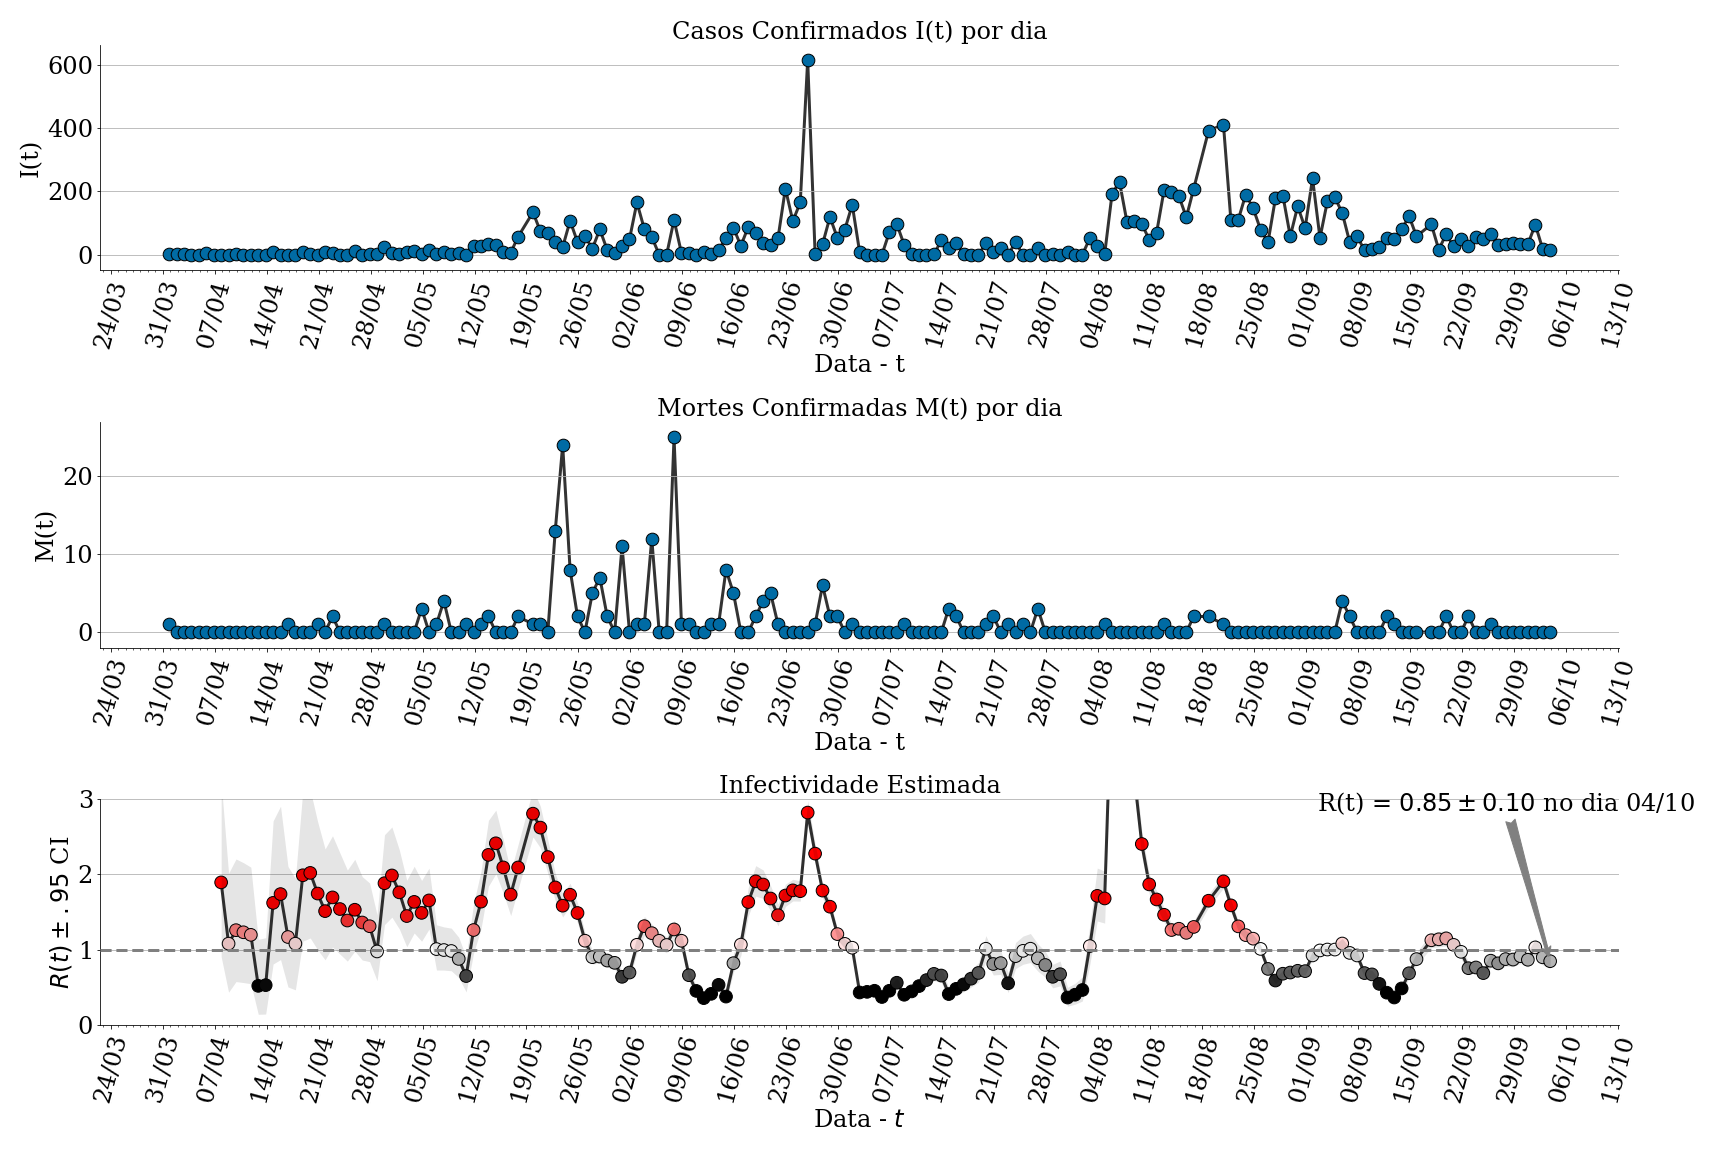 Casos Confirmados I(t) por dia
600
400
200
0
I(t)
24/03 31/03 07/04 14/04 21/04 28/04 05/05 12/05 19/05 26/05 02/06 09/06 16/06 23/06 30/06 07/07 14/07 21/07 28/07 04/08 11/08 18/08 25/08 01/09 08/09 15/09 22/09 29/09 06/10 13/10
Data - t
Mortes Confirmadas M(t) por dia
20
10
0
M(t)
24/03 31/03 07/04 14/04 21/04 28/04 05/05 12/05 19/05 26/05 02/06 09/06 16/06 23/06 30/06 07/07 14/07 21/07 28/07 04/08 11/08 18/08 25/08 01/09 08/09 15/09 22/09 29/09 06/10 13/10
Data - t
Infectividade Estimada
R(t) = 0.85 ± 0.10 no dia 04/10
3
2
1
0
R(t) ± .95 CI
24/03 31/03 07/04 14/04 21/04 28/04 05/05 12/05 19/05 26/05 02/06 09/06 16/06 23/06 30/06 07/07 14/07 21/07 28/07 04/08 11/08 18/08 25/08 01/09 08/09 15/09 22/09 29/09 06/10 13/10
Data - t